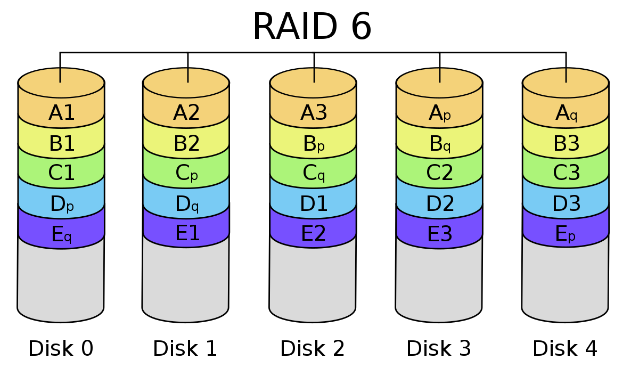 RAID 6
A1 A2 A3 Ap Aq
B1 B2 Bp Bq B3
C1 Cp Cq C2 C3
Dp Dq D1 D2 D3
Eq E1 E2 E3 Ep
Disk 0 Disk 1 Disk 2 Disk 3 Disk 4